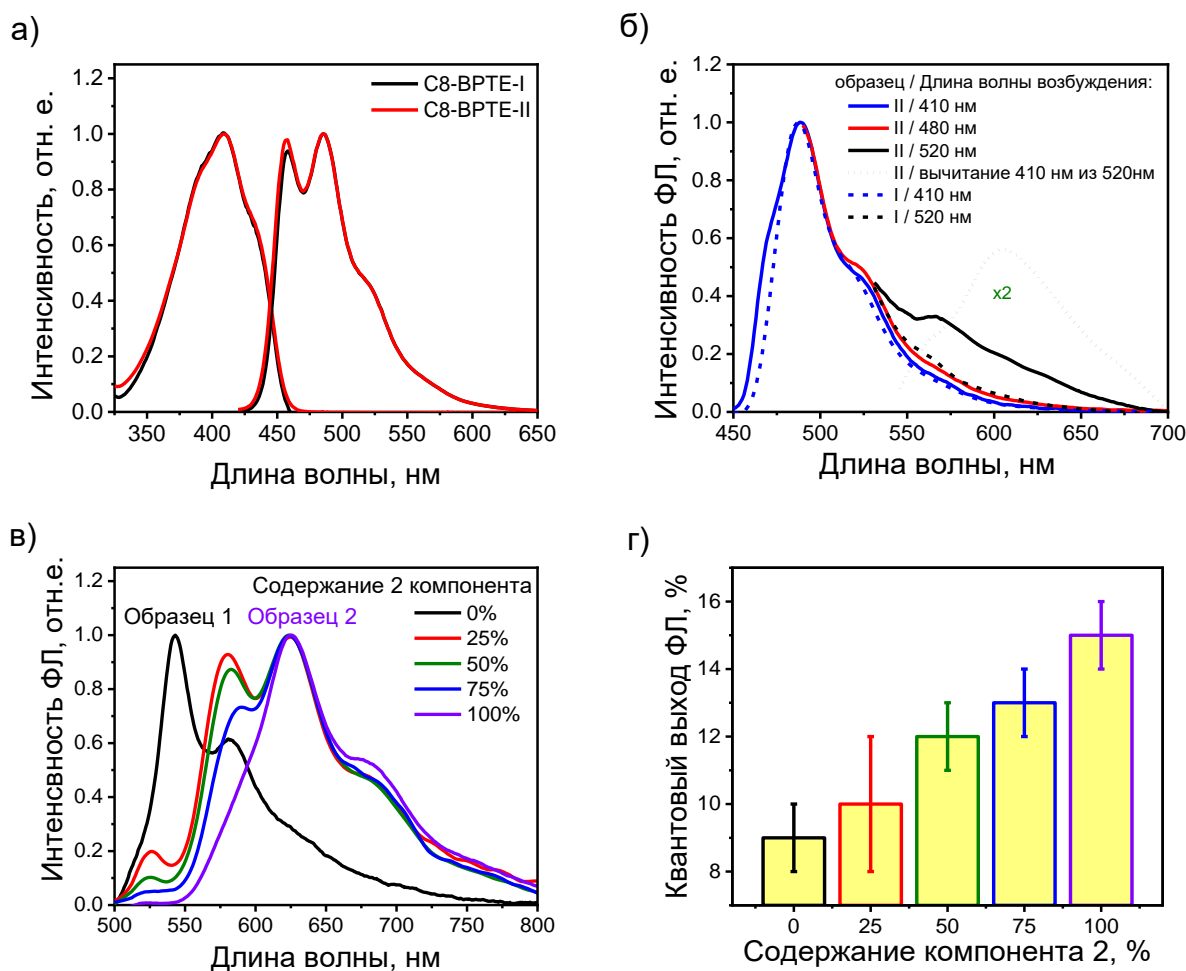 а)
Интенсивность, отн. е.
1.2
1.0
0.8
0.6
0.4
0.2
0.0
C8-BPTE-I
C8-BPTE-II
350 400 450 500 550 600 650
Длина волны, нм
б)
Интенсивность ФЛ, отн. е.
1.2
1.0
0.8
0.6
0.4
0.2
0.0
образец / Длина волны возбуждения:
II / 410 нм
II / 480 нм
II / 520 нм
II / вычитание 410 нм из 520нм
I / 410 нм
I / 520 нм
x2
450 500 550 600 650 700
Длина волны, нм
в)
Интенсвность ФЛ, отн.е.
1.2
1.0
0.8
0.6
0.4
0.2
0.0
Содержание 2 компонента
Образец 1 Образец 2
0%
25%
50%
75%
100%
500 550 600 650 700 750 800
Длина волны, нм
г)
Квантовый выход ФЛ, %
16
14
12
10
8
0 25 50 75 100
Содержание компонента 2, %